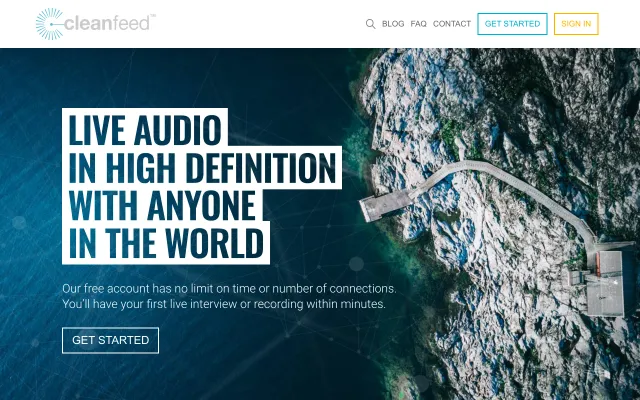 cleanfeed™
BLOG FAQ CONTACT GET STARTED SIGN IN
LIVE AUDIO
IN HIGH DEFINITION
WITH ANYONE
IN THE WORLD
Our free account has no limit on time or number of connections.
You'll have your first live interview or recording within minutes.
GET STARTED